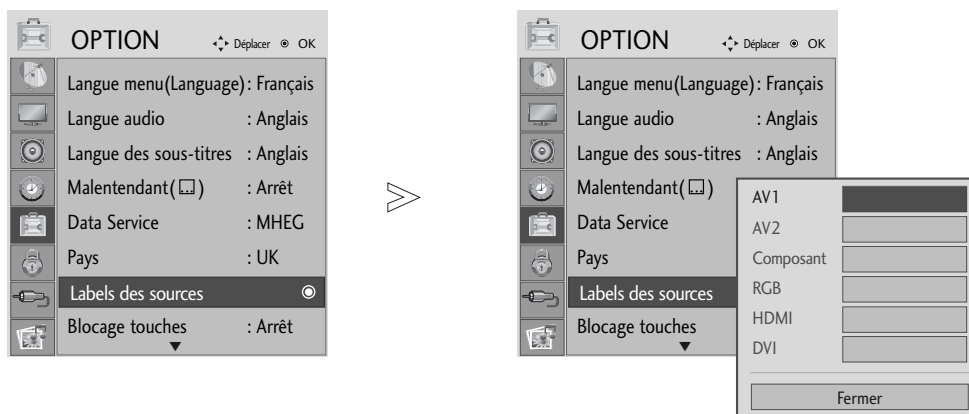 OPTION Déplacer OK
Langue menu(Language) : Français
Langue audio : Anglais
Langue des sous-titres : Anglais
Malentendant( ) : Arrêt
Data Service : MHEG
Pays : UK
Labels des sources
Blocage touches : Arrêt
OPTION Déplacer OK
Langue menu(Language) : Français
Langue audio : Anglais
Langue des sous-titres : Anglais
Malentendant( )
Data Service
Pays
Labels des sources
Blocage touches
AV1
AV2
Composant
RGB
HDMI
DVI
Fermer